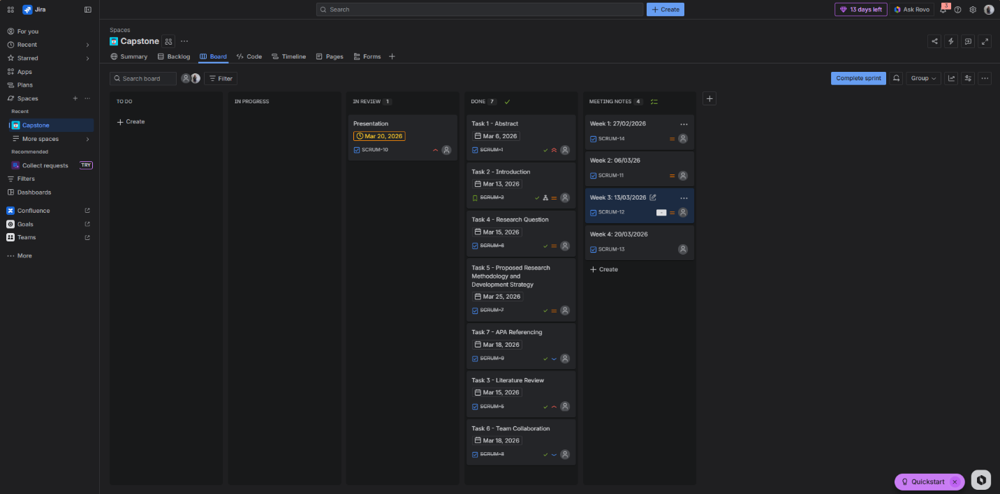 Jira
Search
+ Create
13 days left
Ask Rovo
3
For you
Recent
Starred
Apps
Plans
Spaces
Recent
Capstone
More spaces
Recommended
Collect requests
TRY
Filters
Dashboards
Confluence
Goals
Teams
More
Spaces
Capstone
Summary
Backlog
Board
Code
Timeline
Pages
Forms
Search board
Filter
Complete sprint
Group
TO DO
+ Create
IN PROGRESS
IN REVIEW 1
Presentation
Mar 20, 2026
SCRUM-10
DONE 7
Task 1 - Abstract
Mar 6, 2026
SCRUM-1
Task 2 - Introduction
Mar 13, 2026
SCRUM-2
Task 4 - Research Question
Mar 15, 2026
SCRUM-6
Task 5 - Proposed Research
Methodology and
Development Strategy
Mar 25, 2026
SCRUM-7
Task 7 - APA Referencing
Mar 18, 2026
SCRUM-9
Task 3 - Literature Review
Mar 15, 2026
SCRUM-5
Task 6 - Team Collaboration
Mar 18, 2026
SCRUM-8
MEETING NOTES 4
Week 1: 27/02/2026
SCRUM-14
Week 2: 06/03/26
SCRUM-11
Week 3: 13/03/2026
SCRUM-12
-
Week 4: 20/03/2026
SCRUM-13
+ Create
Quickstart